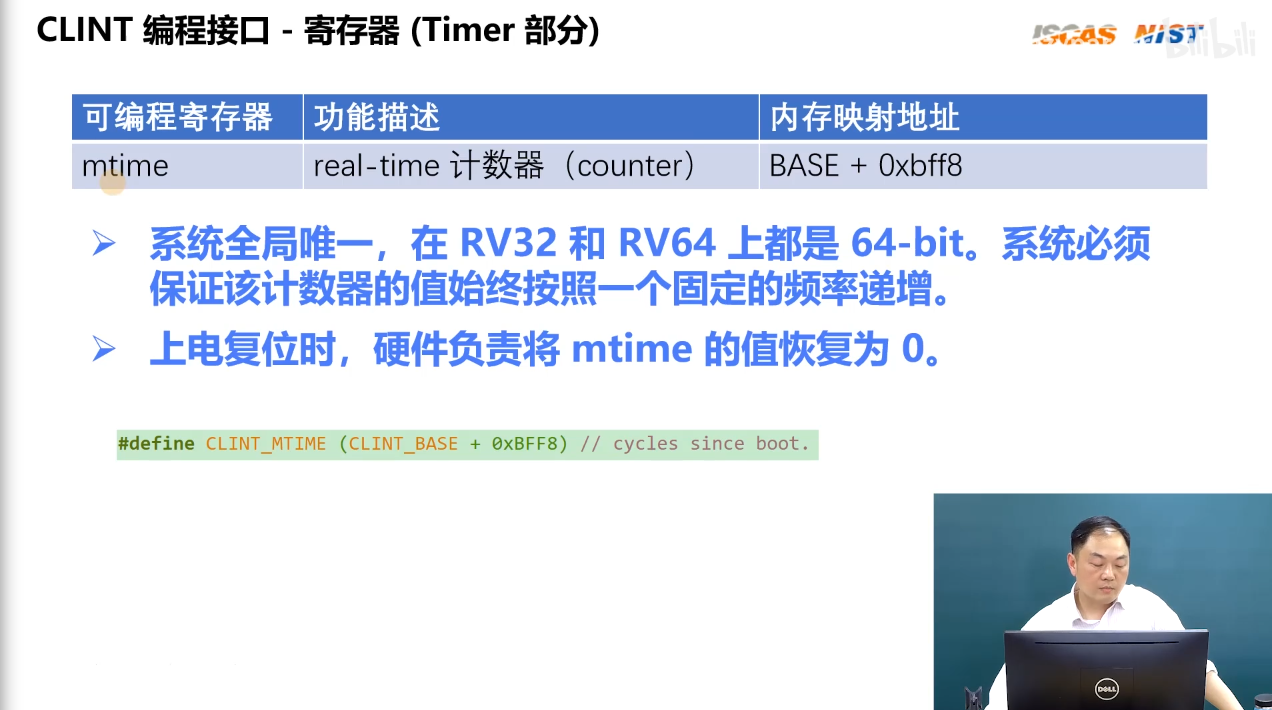 CLINT 编程接口 - 寄存器 (Timer 部分)
ISCAS MIST
bilibili
可编程寄存器 功能描述 内存映射地址
mtime real-time 计数器（counter） BASE + 0xbff8
➢ 系统全局唯一，在 RV32 和 RV64 上都是 64-bit。系统必须
保证该计数器的值始终按照一个固定的频率递增。
➢ 上电复位时，硬件负责将 mtime 的值恢复为 0。
#define CLINT_MTIME (CLINT_BASE + 0xBFF8) // cycles since boot.
DELL